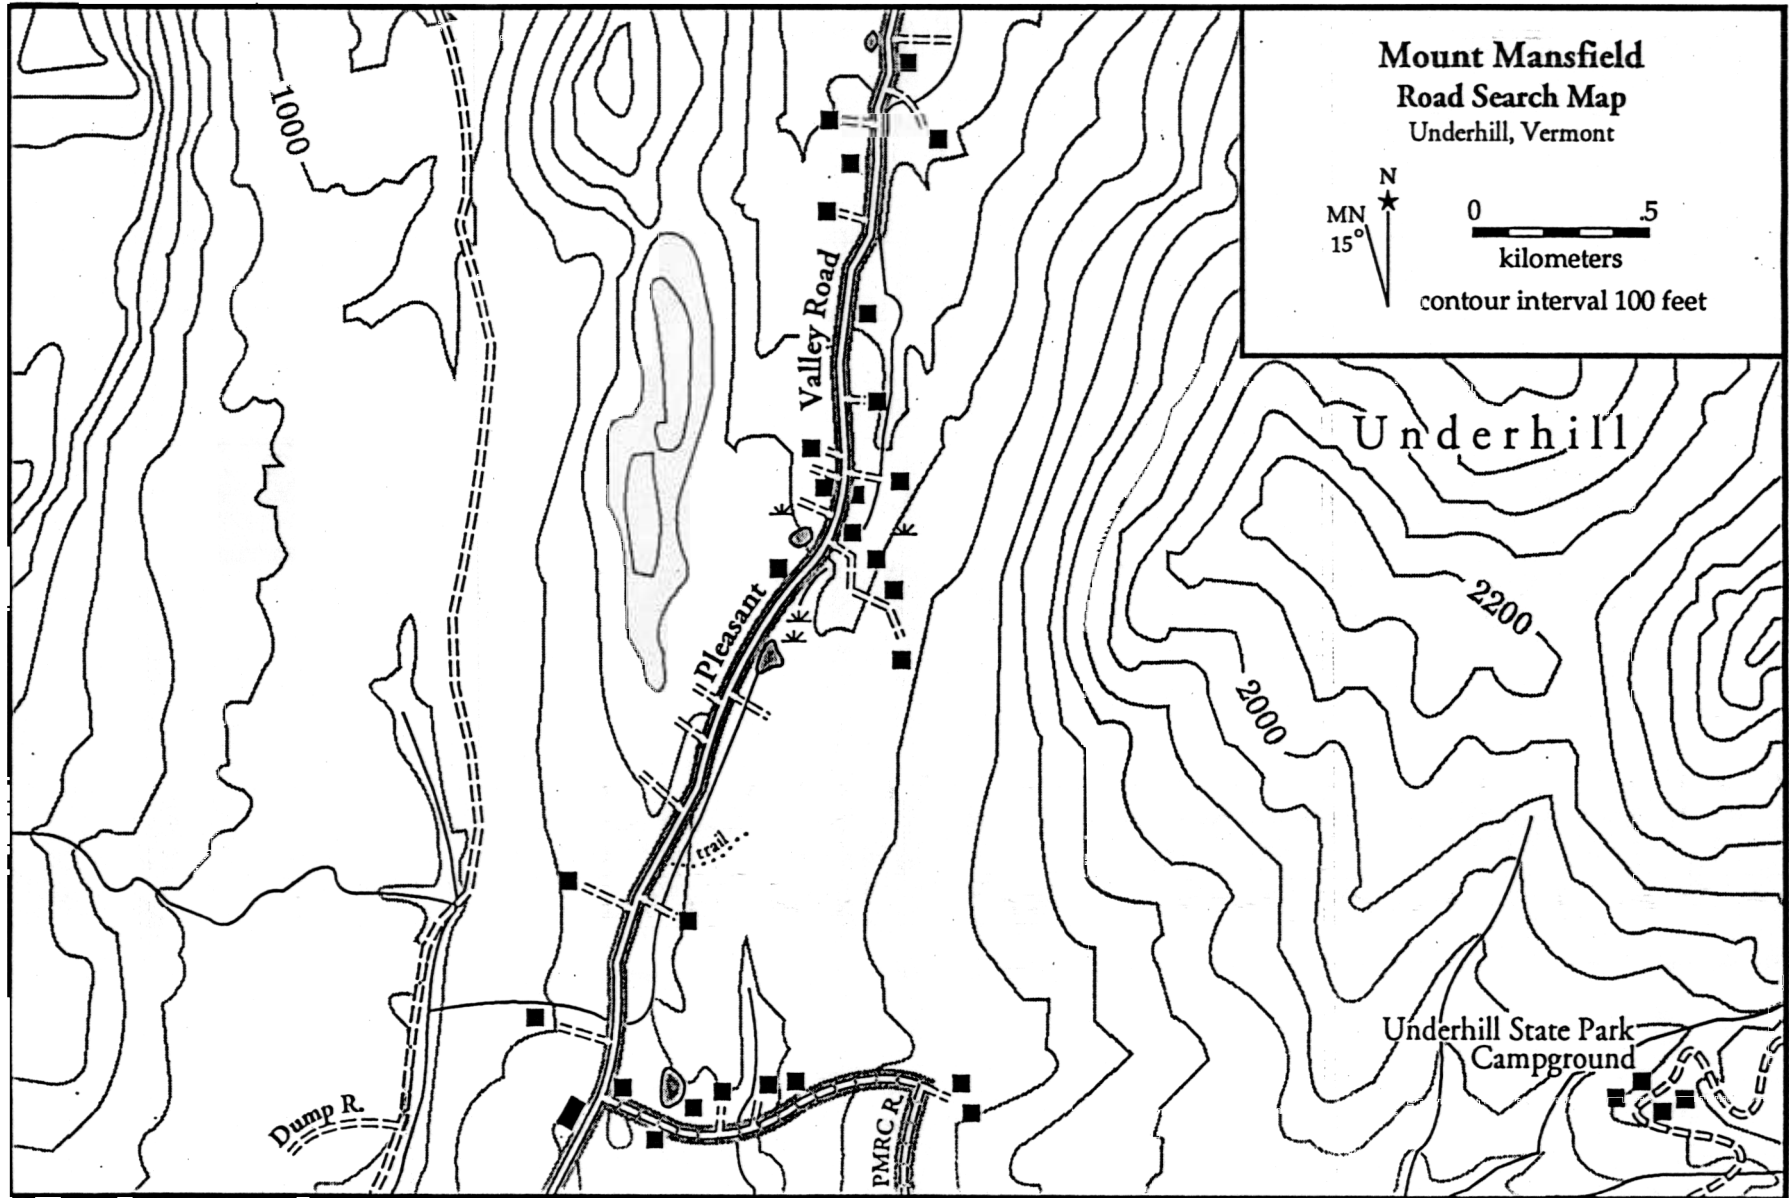 Mount Mansfield
Road Search Map
Underhill, Vermont
N
MN
15°
0 .5
kilometers
contour interval 100 feet
1000
Valley Road
Pleasant
Underhill
2200
2000
trail
Underhill State Park
Campground
Dump R.
PMRC R.